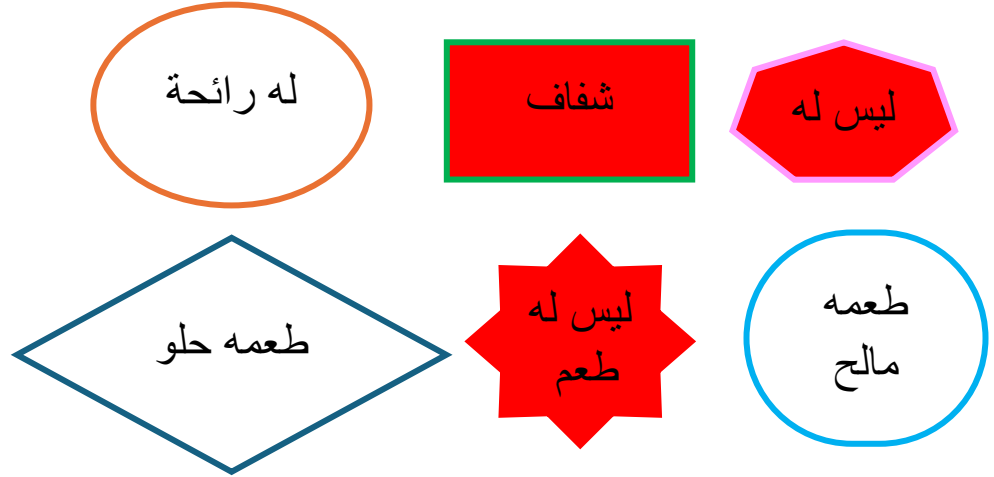 ليس له
شفاف
له رائحة
طعمه
مالح
ليس له
طعم
طعمه حلو